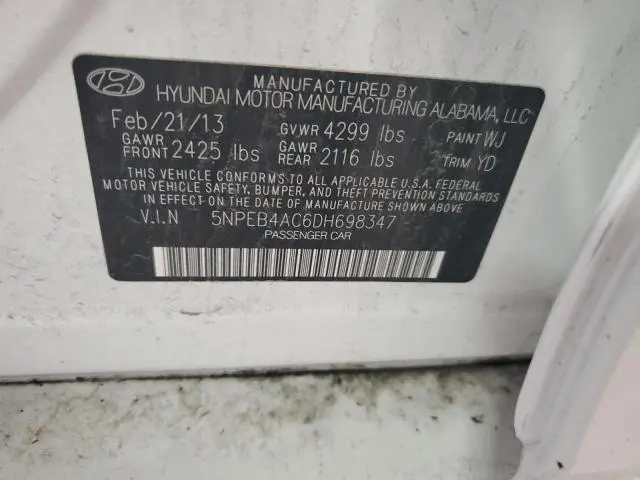 MANUFACTURED BY
HYUNDAI MOTOR MANUFACTURING ALABAMA, LLC
Feb/21/13 GVWR 4299 lbs PAINT WJ
GAWR FRONT 2425 lbs GAWR REAR 2116 lbs TRIM YD
THIS VEHICLE CONFORMS TO ALL APPLICABLE U.S.A. FEDERAL
MOTOR VEHICLE SAFETY, BUMPER, AND THEFT PREVENTION STANDARDS
IN EFFECT ON THE DATE OF MANUFACTURE SHOWN ABOVE.
V.I.N 5NPEB4AC6DH698347
PASSENGER CAR